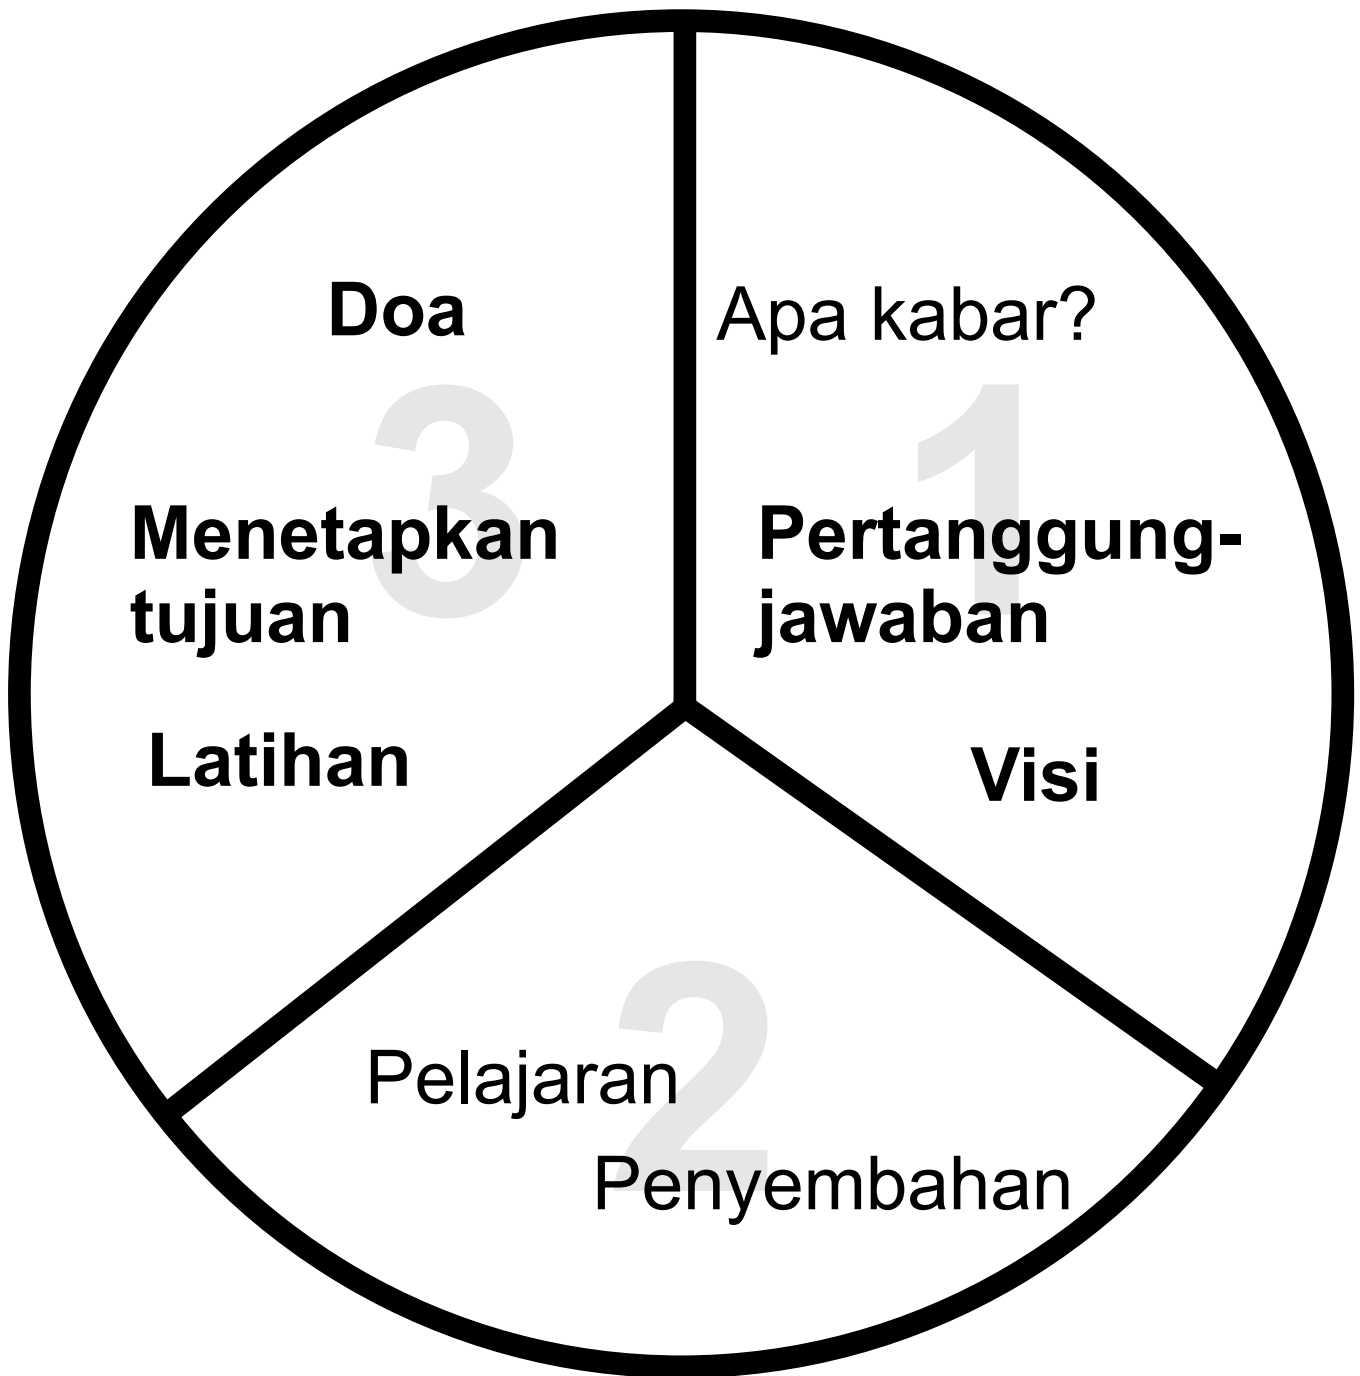 1
Apa kabar?
Pertanggung-
jawaban
Visi
2
Pelajaran
Penyembahan
3
Doa
Menetapkan
tujuan
Latihan